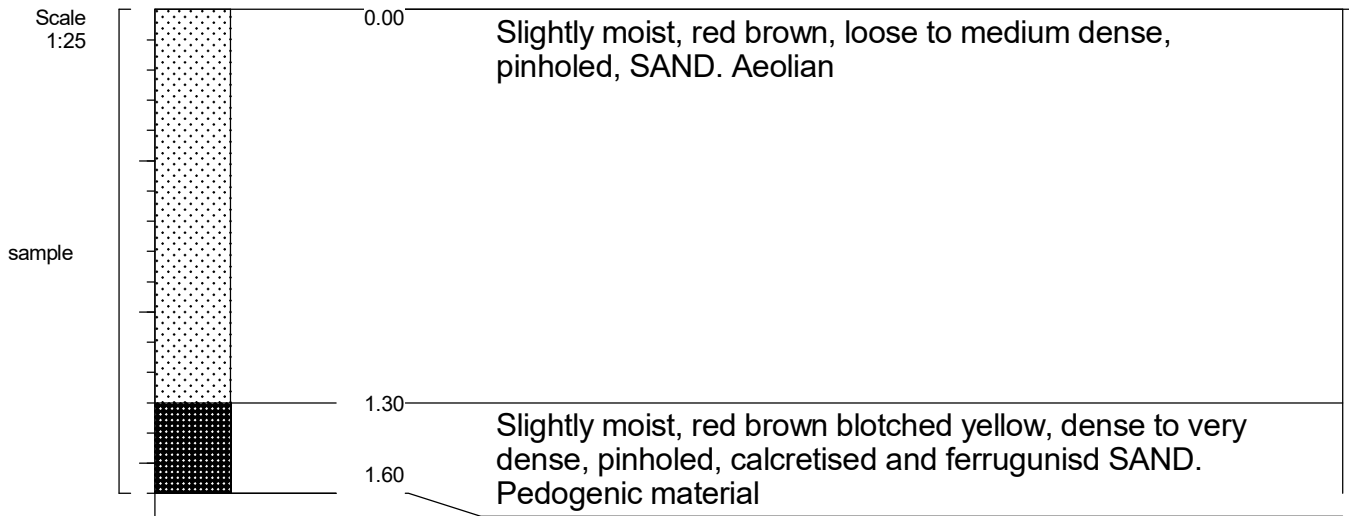 Scale
1:25
0.00
Slightly moist, red brown, loose to medium dense,
pinholed, SAND. Aeolian
sample
1.30
Slightly moist, red brown blotched yellow, dense to very
dense, pinholed, calcretised and ferrugunisd SAND.
1.60
Pedogenic material